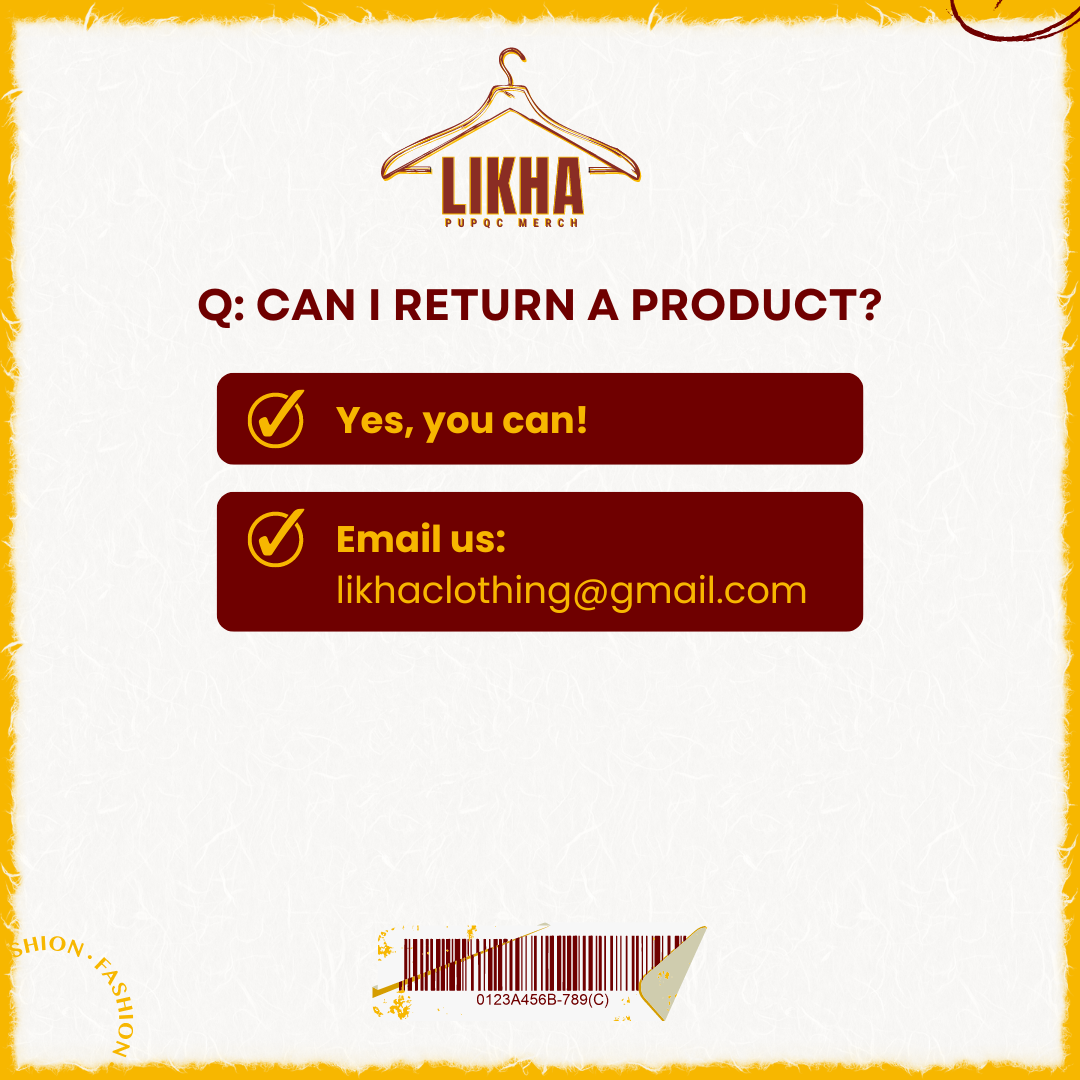 LIKHA
PUPQC MERCH
Q: CAN I RETURN A PRODUCT?
Yes, you can!
Email us:
likhaclothing@gmail.com
SHION · FASHION
0123A456B-789(C)